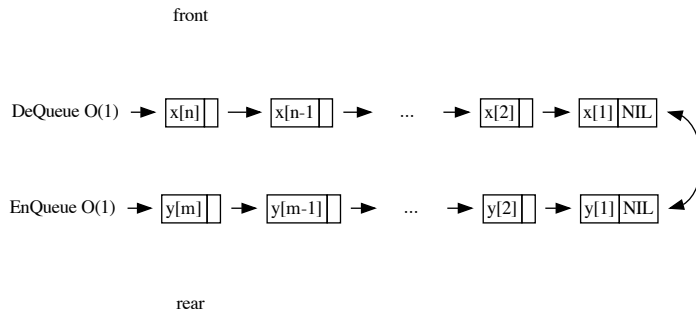 front
DeQueue O(1) x[n] x[n-1 ... x[2] x[1] NIL
EnQueue O(1) y[m] y[m-1] ... y[2] y[1] NIL
rear